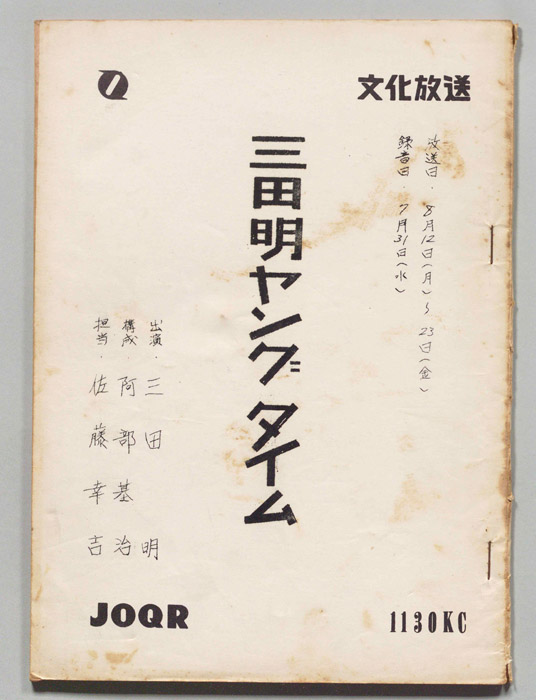 文化放送
放送日. 8月12日(月)〜23日(金)
録音日. 7月31日(水)
三田明ヤングタイム
出演. 三田明
構成. 阿部基治
担当. 佐藤幸吉
JOQR
1130KC